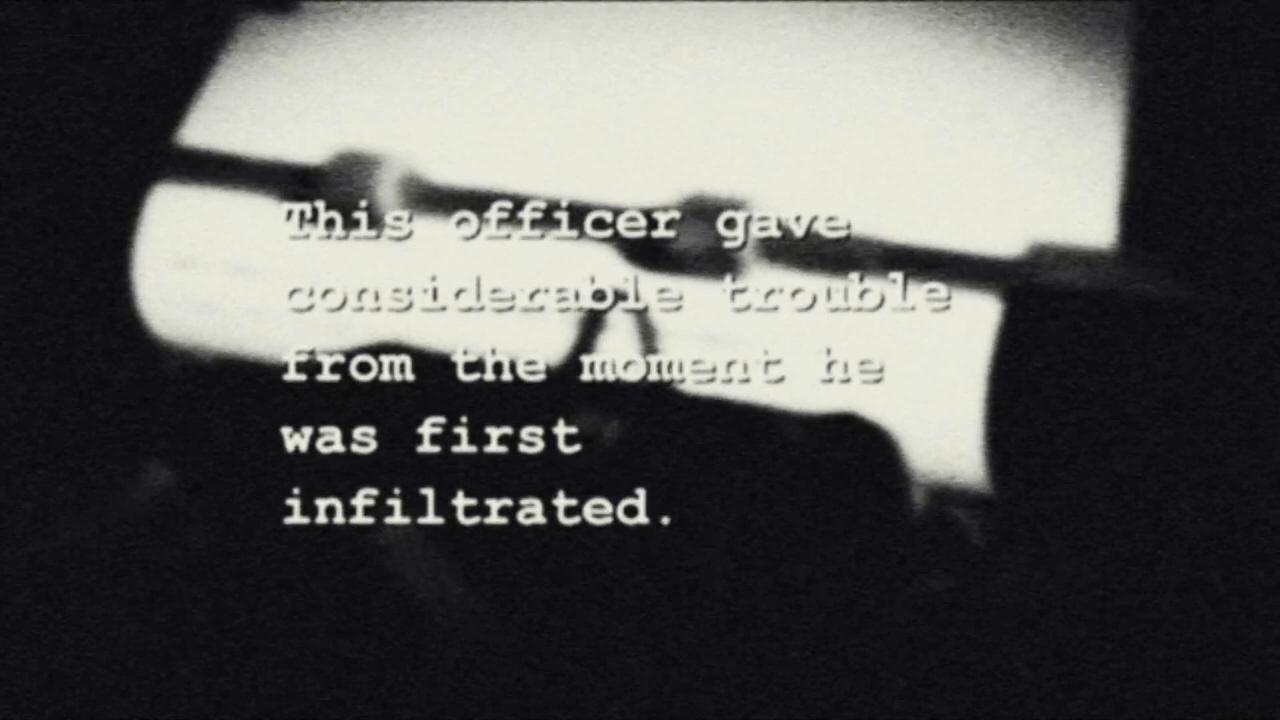 This officer gave
considerable trouble
from the moment he
was first
infiltrated.